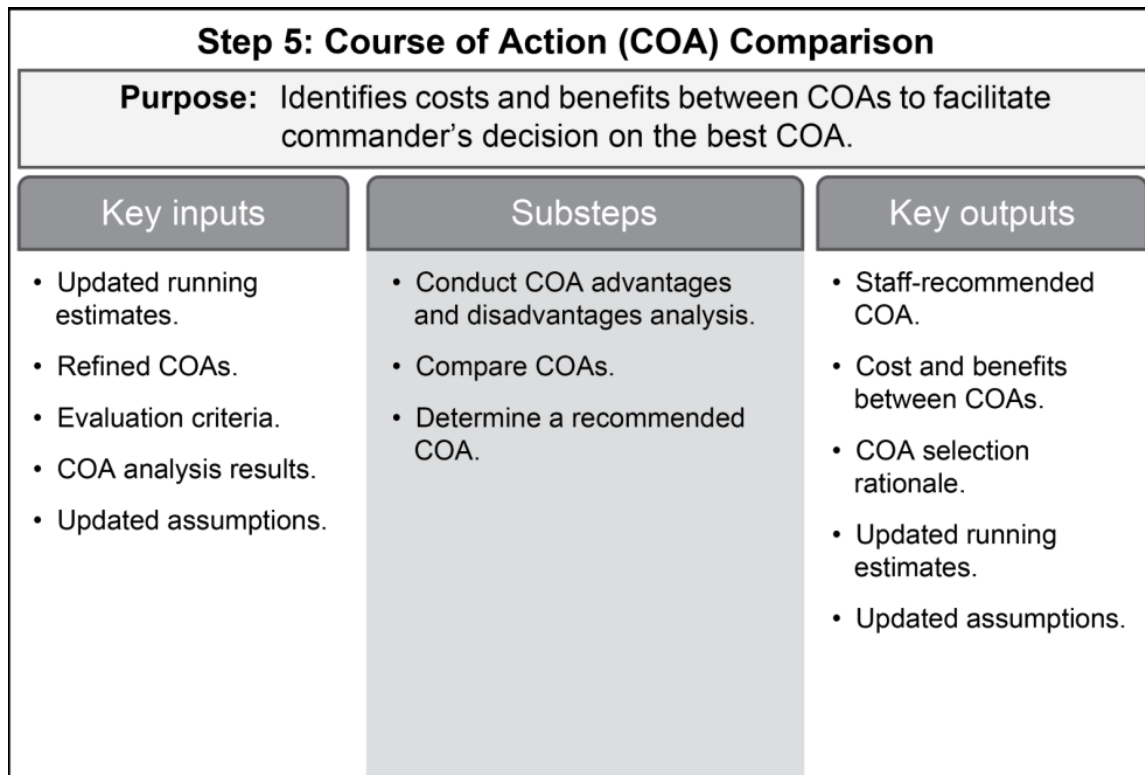 Step 5: Course of Action (COA) Comparison
Purpose: Identifies costs and benefits between COAs to facilitate
commander’s decision on the best COA.
Key inputs
• Updated running
estimates.
• Refined COAs.
• Evaluation criteria.
• COA analysis results.
• Updated assumptions.
Substeps
• Conduct COA advantages
and disadvantages analysis.
• Compare COAs.
• Determine a recommended
COA.
Key outputs
• Staff-recommended
COA.
• Cost and benefits
between COAs.
• COA selection
rationale.
• Updated running
estimates.
• Updated assumptions.